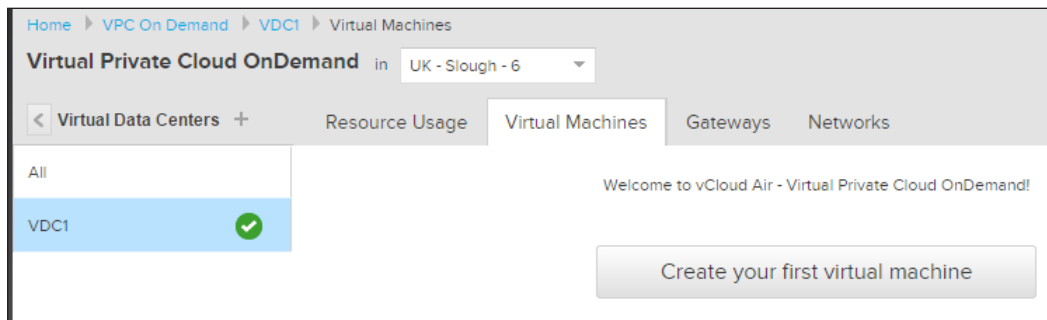 Home VPC On Demand VDC1 Virtual Machines
Virtual Private Cloud OnDemand in UK - Slough - 6
< Virtual Data Centers + Resource Usage Virtual Machines Gateways Networks
All
Welcome to vCloud Air - Virtual Private Cloud OnDemand!
VDC1
Create your first virtual machine